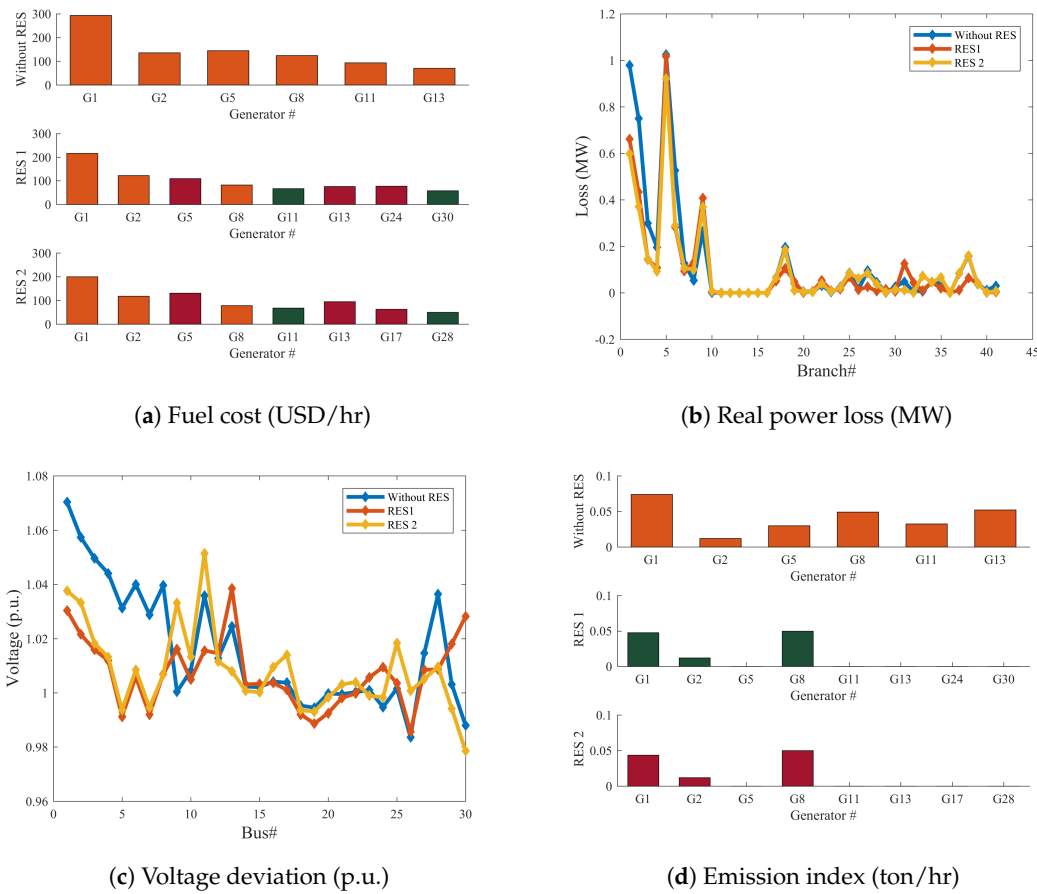 Without RES
300
200
100
0
G1 G2 G5 G8 G11 G13
Generator #
RES 1
300
200
100
0
G1 G2 G5 G8 G11 G13 G24 G30
Generator #
RES 2
300
200
100
0
G1 G2 G5 G8 G11 G13 G17 G28
Generator #
(a) Fuel cost (USD/hr)
Loss (MW)
1.2
1
0.8
0.6
0.4
0.2
0
-0.2
Without RES
RES1
RES 2
0 5 10 15 20 25 30 35 40 45
Branch#
(b) Real power loss (MW)
Voltage (p.u.)
1.08
1.06
1.04
1.02
1
0.98
0.96
Without RES
RES1
RES 2
0 5 10 15 20 25 30
Bus#
(c) Voltage deviation (p.u.)
Without RES
0.1
0.05
0
G1 G2 G5 G8 G11 G13
Generator #
RES 1
0.1
0.05
0
G1 G2 G5 G8 G11 G13 G24 G30
Generator #
RES 2
0.1
0.05
0
G1 G2 G5 G8 G11 G13 G17 G28
Generator #
(d) Emission index (ton/hr)